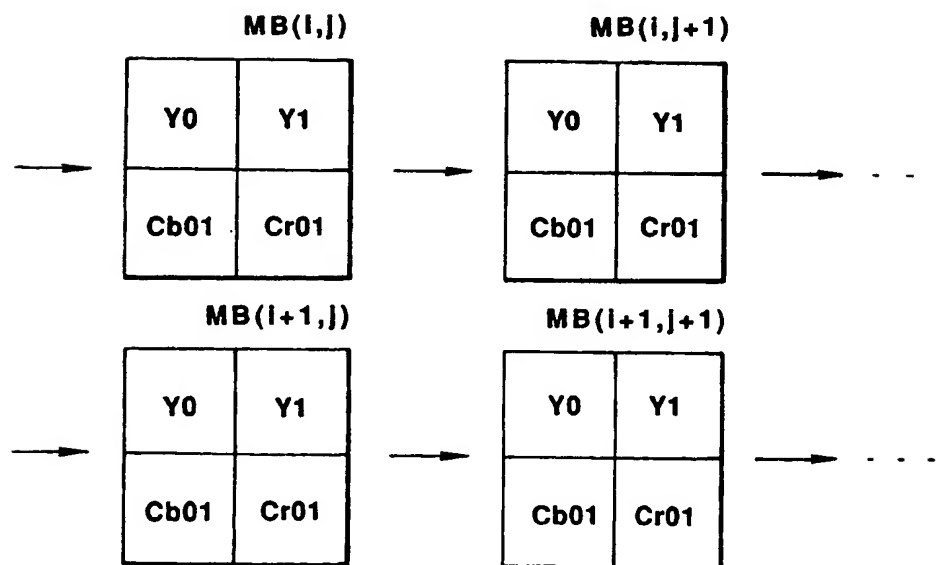 MB(i,j) MB(i,j+1)
Y0 Y1 Y0 Y1
Cb01 Cr01 Cb01 Cr01
MB(i+1,j) MB(i+1,j+1)
Y0 Y1 Y0 Y1
Cb01 Cr01 Cb01 Cr01